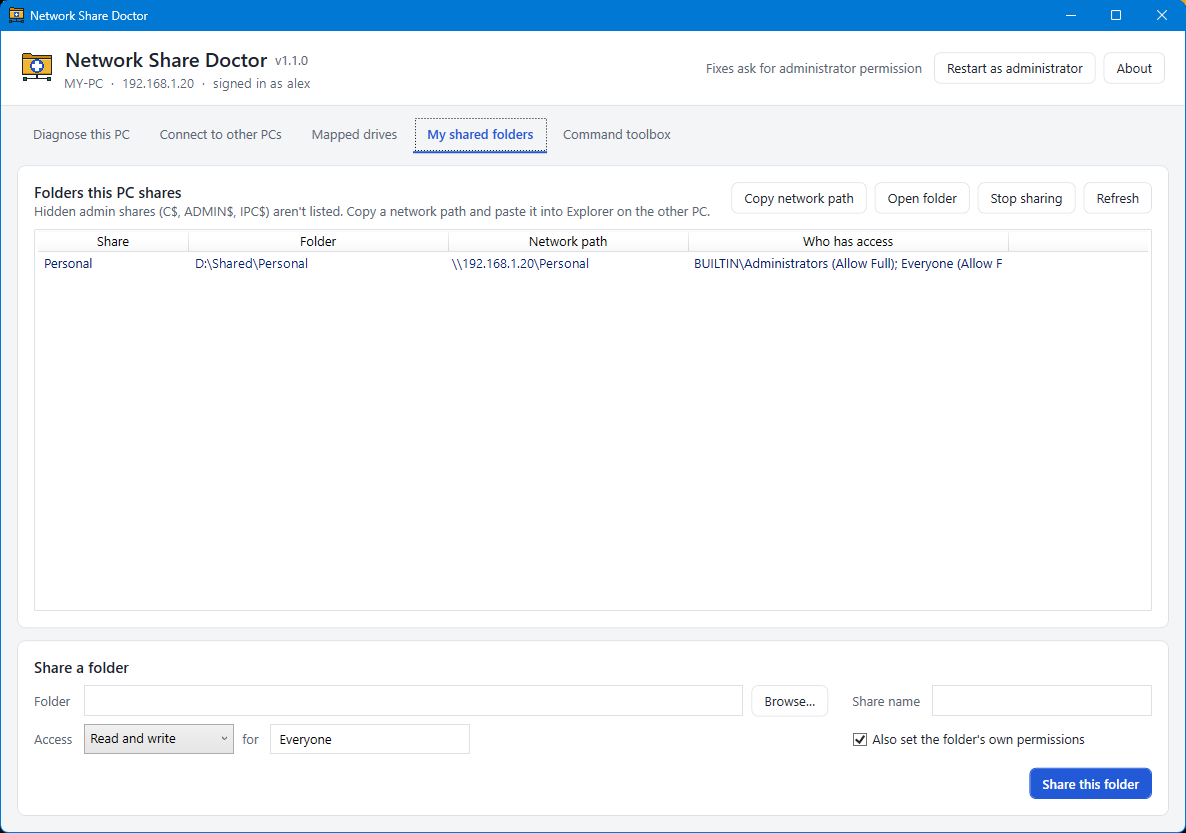 Network Share Doctor
Network Share Doctor v1.1.0
MY-PC · 192.168.1.20 · signed in as alex
Fixes ask for administrator permission
Restart as administrator
About
Diagnose this PC
Connect to other PCs
Mapped drives
My shared folders
Command toolbox
Folders this PC shares
Hidden admin shares (C$, ADMIN$, IPC$) aren't listed. Copy a network path and paste it into Explorer on the other PC.
Copy network path
Open folder
Stop sharing
Refresh
Share Folder Network path Who has access
Personal D:\Shared\Personal \\192.168.1.20\Personal BUILTIN\Administrators (Allow Full); Everyone (Allow F
Share a folder
Folder
Browse...
Share name
Access Read and write for Everyone
Also set the folder's own permissions
Share this folder